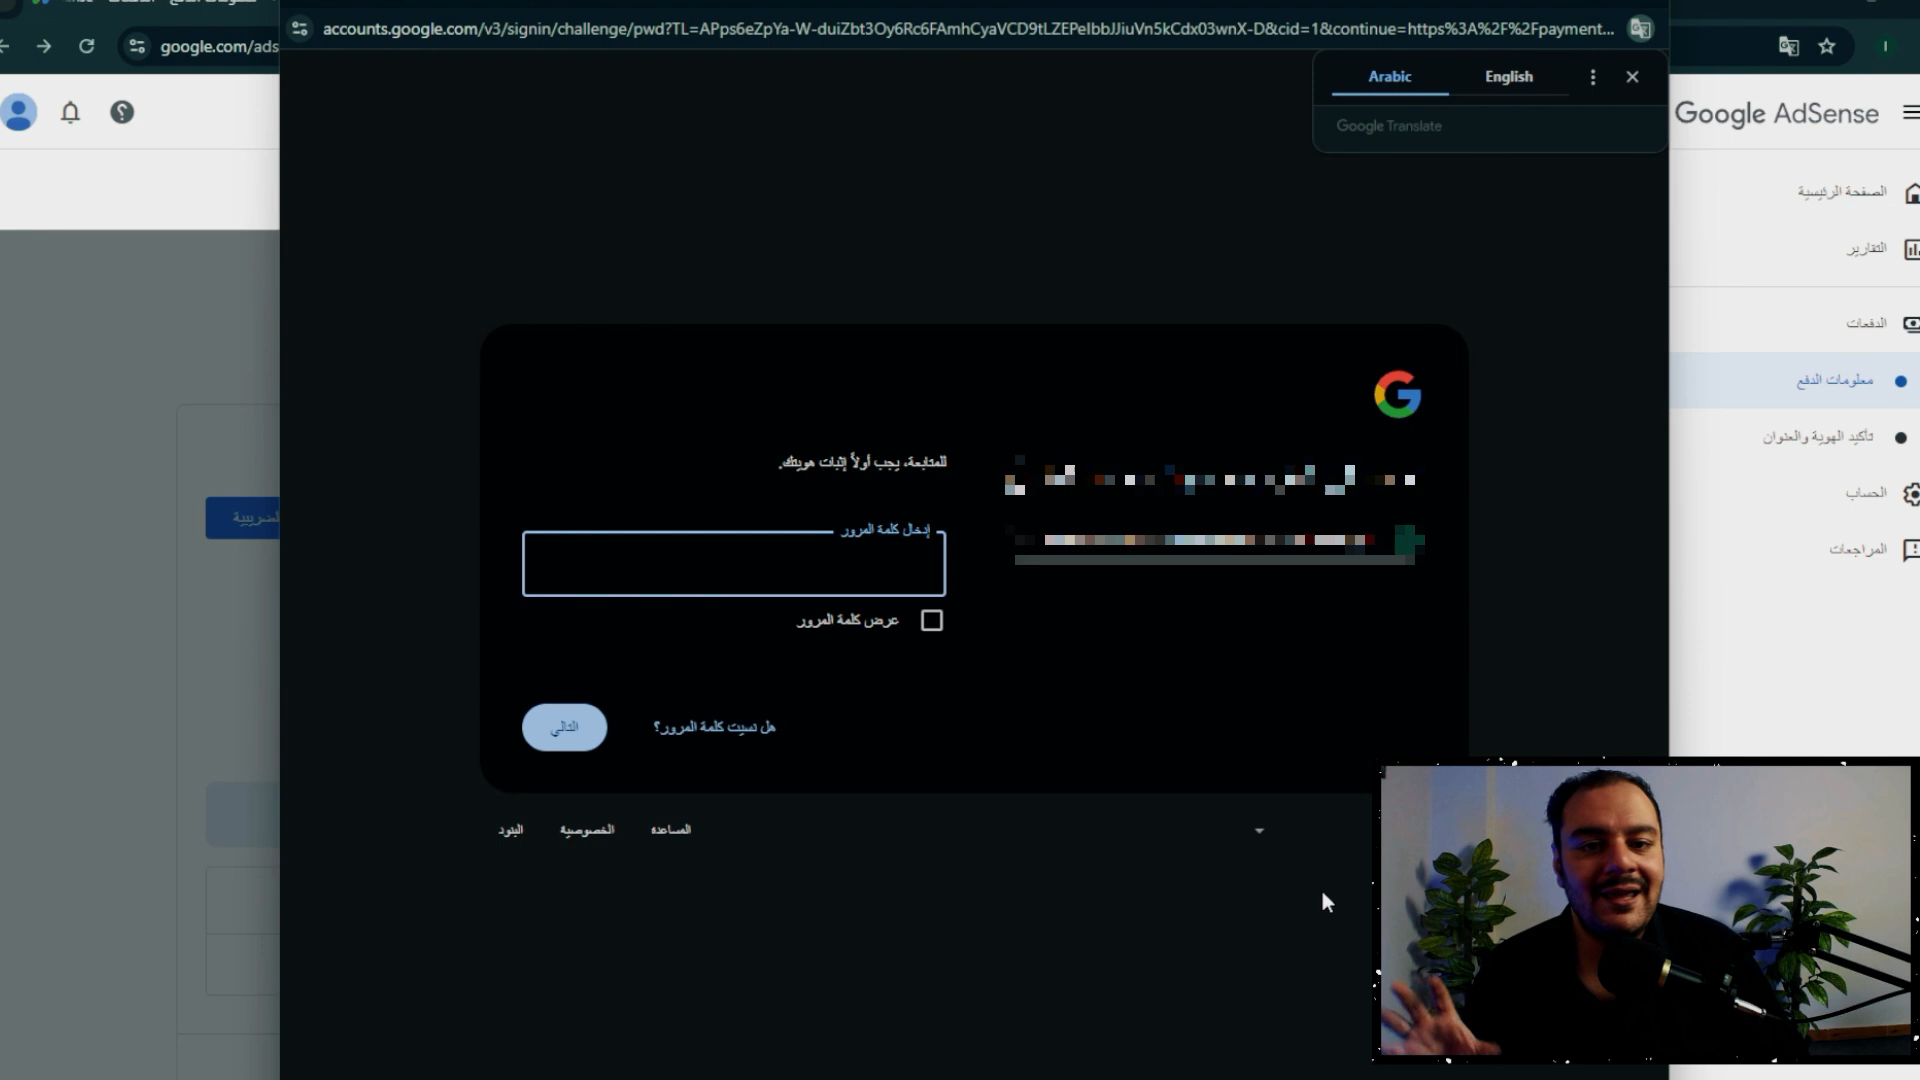 accounts.google.com/v3/signin/challenge/pwd?TL=APps6eZpYa-W-duiZbt3Oy6Rc6FAmhCyaVCD9tLZEPeIbbJJiuVn5kCdx03wnX-D&cid=1&continue=https%3A%2F%2Fpayment...
google.com/ads
Arabic
English
Google Translate
Google AdSense
الصفحة الرئيسية
التقارير
الدفعات
معلومات الدفع
تأكيد الهوية والعنوان
الحساب
المراجعات
للمتابعة، يجب أولاً إثبات هويتك.
إدخال كلمة المرور
عرض كلمة المرور
هل نسيت كلمة المرور؟
التالي
المساعدة
الخصوصية
البنود